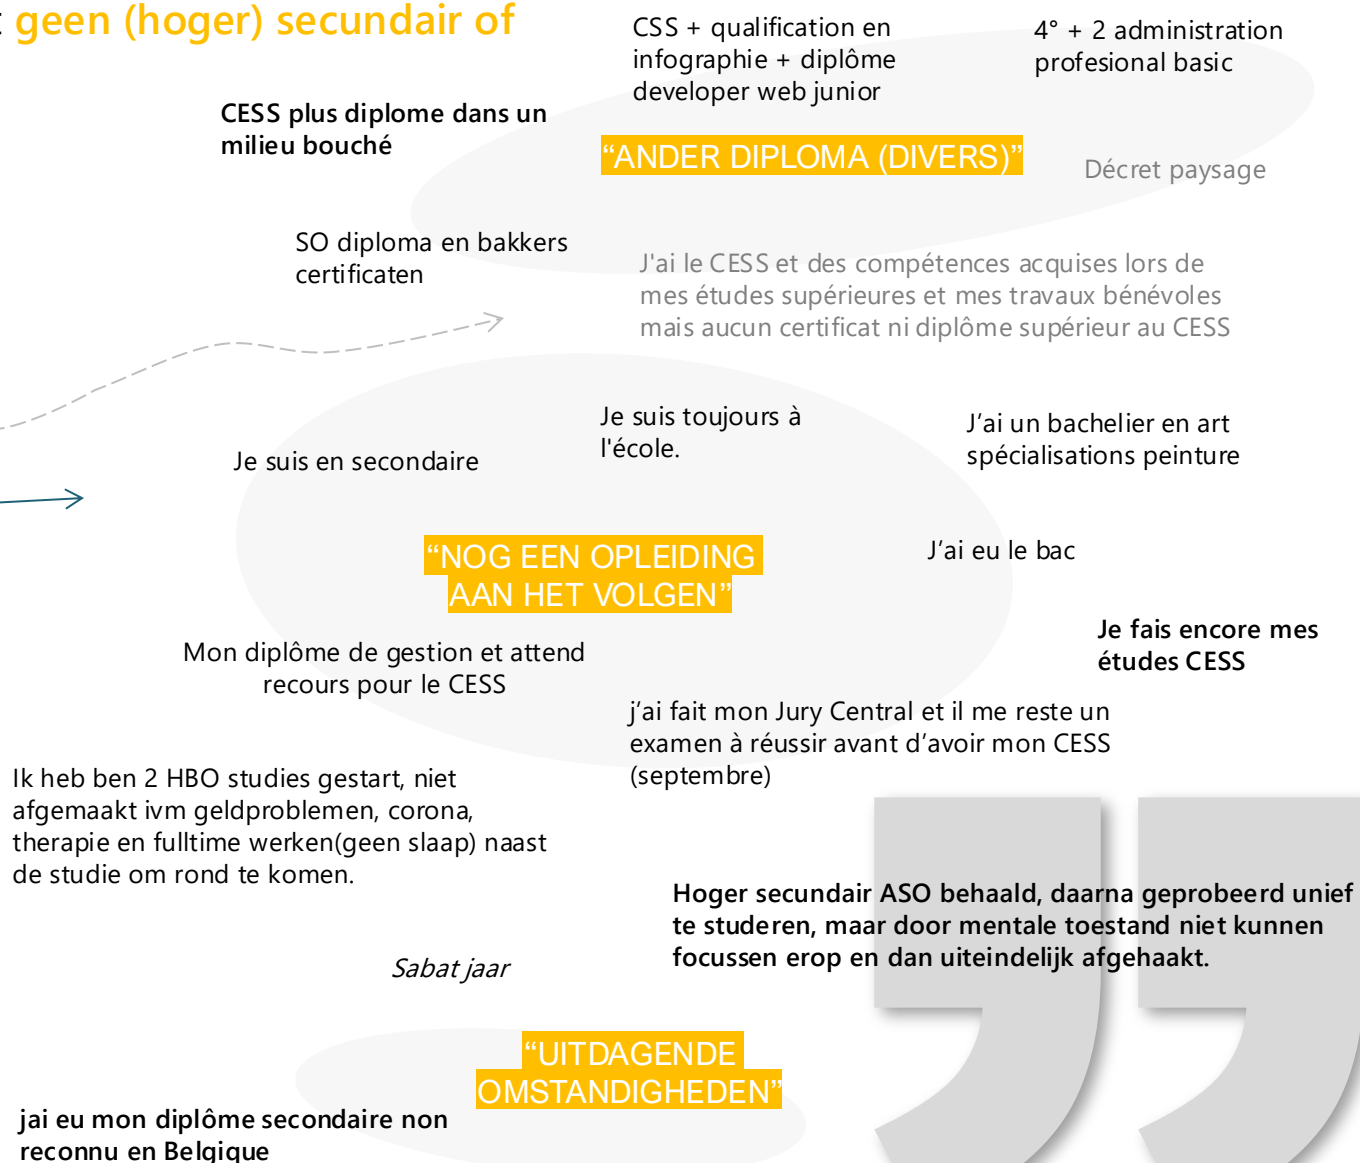 geen (hoger) secundair of
CSS + qualification en
infographie + diplôme
developer web junior
4° + 2 administration
profesional basic
CESS plus diplome dans un
milieu bouché
“ANDER DIPLOMA (DIVERS)”
Décret paysage
SO diploma en bakkers
certificaten
J'ai le CESS et des compétences acquises lors de
mes études supérieures et mes travaux bénévoles
mais aucun certificat ni diplôme supérieur au CESS
Je suis toujours à
l'école.
J’ai un bachelier en art
spécialisations peinture
Je suis en secondaire
“NOG EEN OPLEIDING
AAN HET VOLGEN”
J’ai eu le bac
Je fais encore mes
études CESS
Mon diplôme de gestion et attend
recours pour le CESS
j’ai fait mon Jury Central et il me reste un
examen à réussir avant d’avoir mon CESS
(septembre)
Ik heb ben 2 HBO studies gestart, niet
afgemaakt ivm geldproblemen, corona,
therapie en fulltime werken(geen slaap) naast
de studie om rond te komen.
Hoger secundair ASO behaald, daarna geprobeerd unief
te studeren, maar door mentale toestand niet kunnen
focussen erop en dan uiteindelijk afgehaakt.
Sabat jaar
“UITDAGENDE
OMSTANDIGHEDEN”
jai eu mon diplôme secondaire non
reconnu en Belgique
”